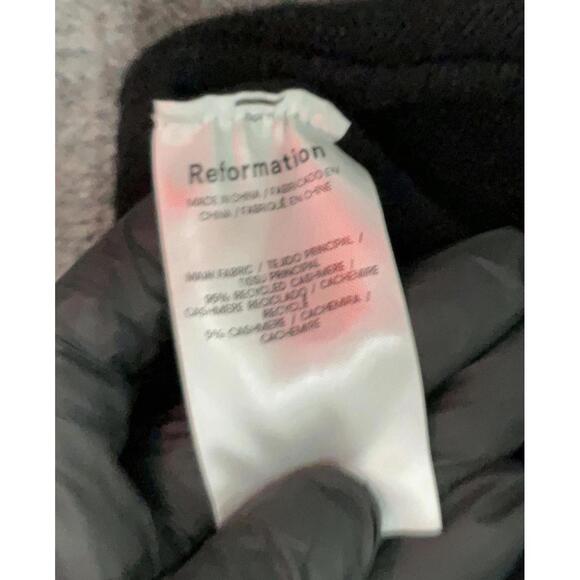 Reformation
MADE IN CHINA / FABRICADO EN
CHINA / FABRIQUÉ EN CHINE
MAIN FABRIC / TEJIDO PRINCIPAL /
TISSU PRINCIPAL
95% RECYCLED CASHMERE /
CASHMERE RECICLADO / CACHEMIRE
RECYCLÉ
5% CASHMERE / CACHEMIRA /
CACHEMIRE